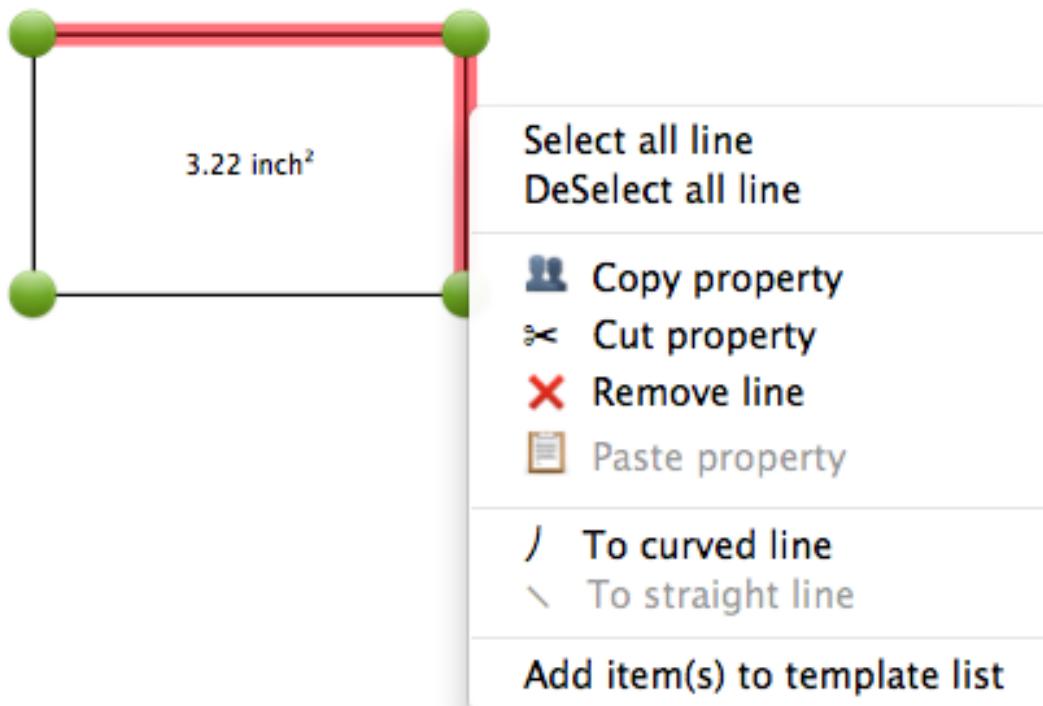 3.22 inch²
Select all line
DeSelect all line
Copy property
Cut property
Remove line
Paste property
To curved line
To straight line
Add item(s) to template list